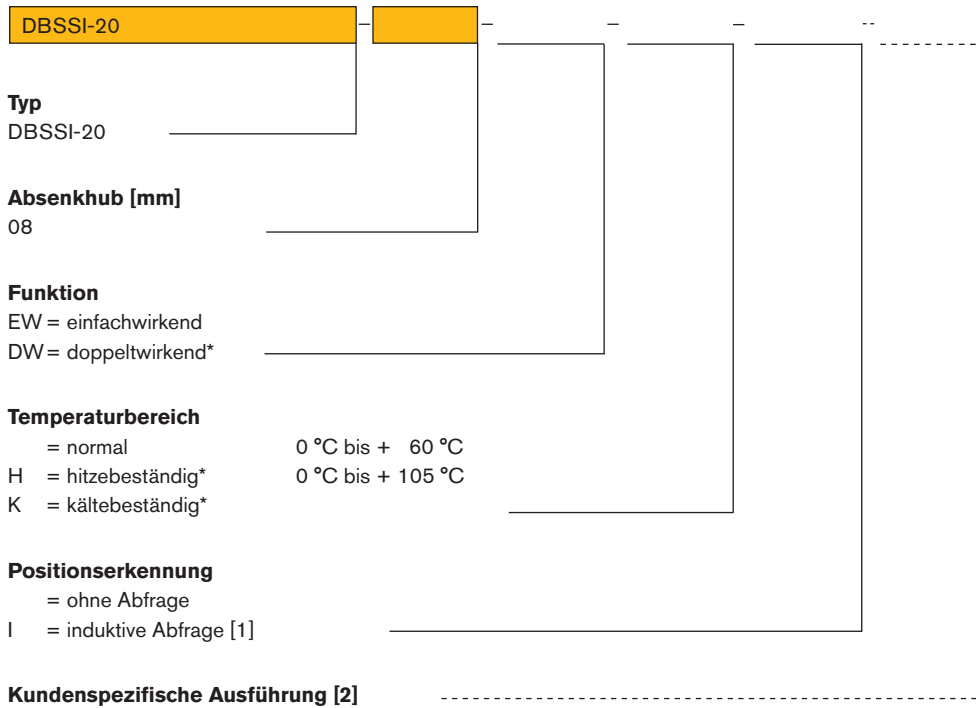 DBSSI-20 – – – – --
Typ
DBSSI-20
Absenkhub [mm]
08
Funktion
EW = einfachwirkend
DW = doppeltwirkend*
Temperaturbereich
= normal 0 °C bis + 60 °C
H = hitzebeständig* 0 °C bis + 105 °C
K = kältebeständig*
Positionserkennung
= ohne Abfrage
I = induktive Abfrage [1]
Kundenspezifische Ausführung [2]